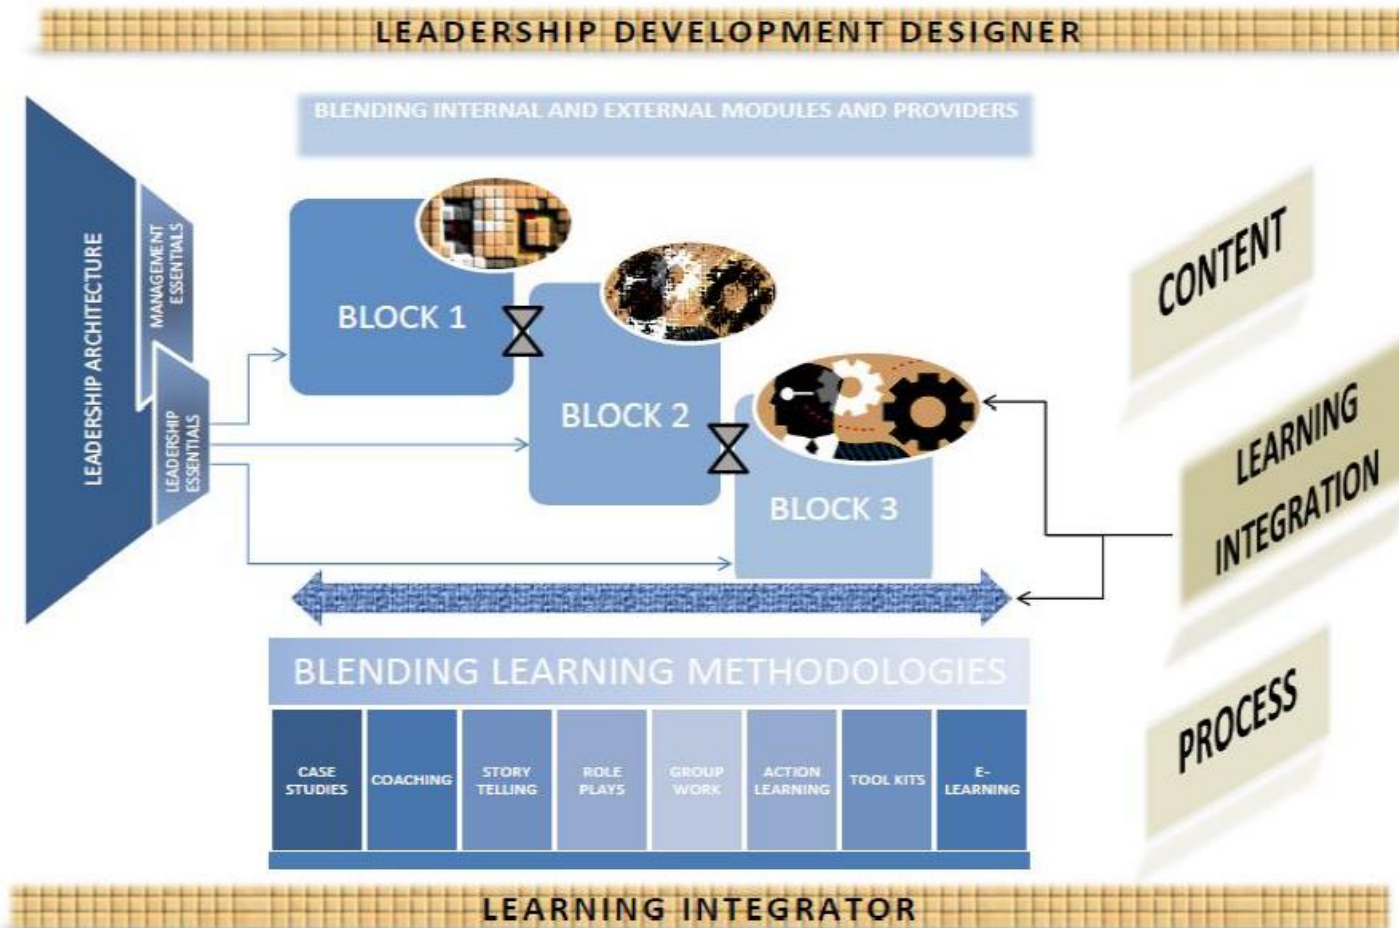 LEADERSHIP DEVELOPMENT DESIGNER
BLENDING INTERNAL AND EXTERNAL MODULES AND PROVIDERS
LEADERSHIP ARCHITECTURE
MANAGEMENT
ESSENTIALS
LEADERSHIP
ESSENTIALS
BLOCK 1
BLOCK 2
BLOCK 3
CONTENT
LEARNING
INTEGRATION
PROCESS
BLENDING LEARNING METHODOLOGIES
CASE
STUDIES
COACHING
STORY
TELLING
ROLE
PLAYS
GROUP
WORK
ACTION
LEARNING
TOOL KITS
E-
LEARNING
LEARNING INTEGRATOR